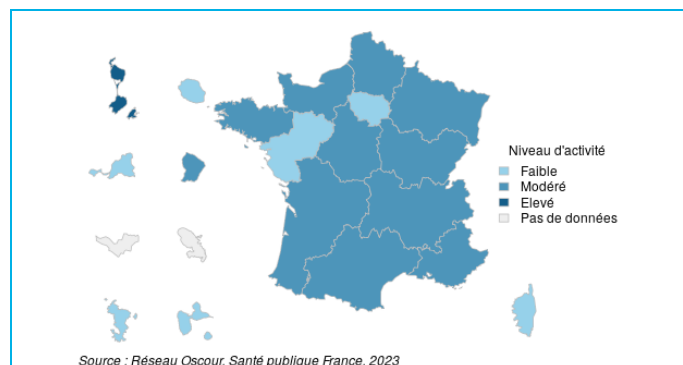 Niveau d'activité
Faible
Modéré
Elevé
Pas de données
Source : Réseau Oscour, Santé publique France, 2023